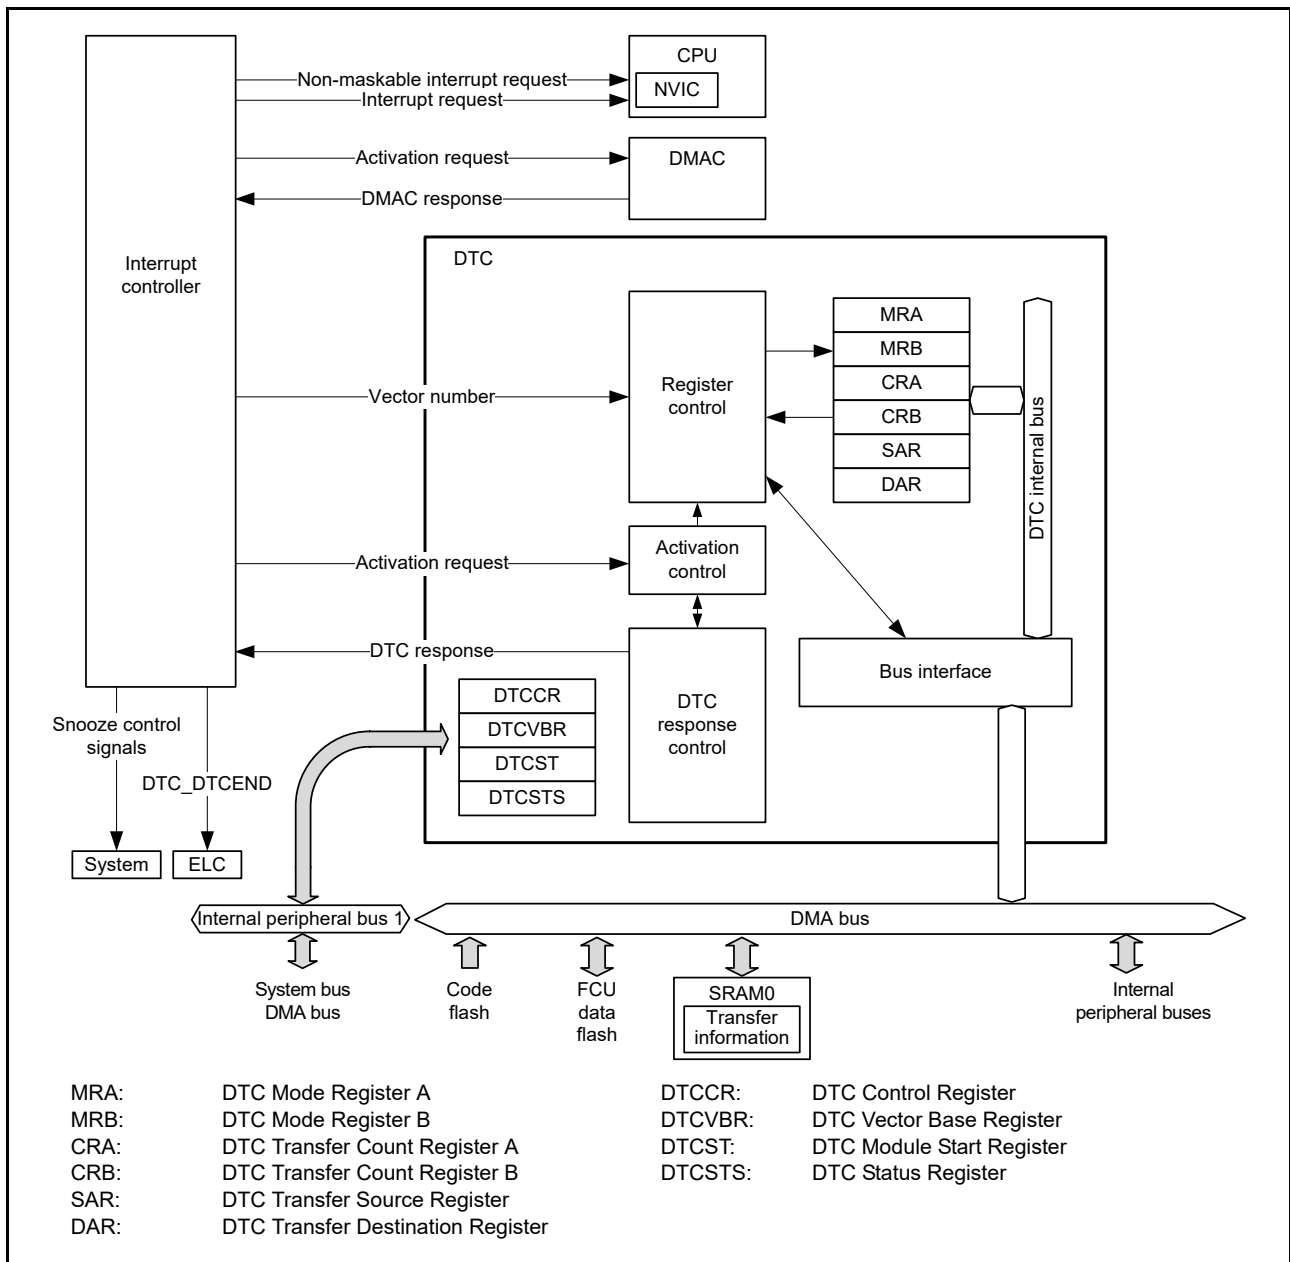 CPU
Non-maskable interrupt request
NVIC
Interrupt request
Activation request
DMAC
DMAC response
Interrupt
controller
DTC
MRA
MRB
CRA
CRB
SAR
DAR
Register
control
Vector number
DTC internal bus
Activation request
Activation
control
DTC response
Bus interface
DTC
response
control
DTCCR
DTCVBR
DTCST
DTCSTS
Snooze control
signals
DTC_DTCEND
System
ELC
Internal peripheral bus 1
DMA bus
System bus
DMA bus
Code
flash
FCU
data
flash
SRAM0
Transfer
information
Internal
peripheral buses
MRA: DTC Mode Register A
MRB: DTC Mode Register B
CRA: DTC Transfer Count Register A
CRB: DTC Transfer Count Register B
SAR: DTC Transfer Source Register
DAR: DTC Transfer Destination Register
DTCCR: DTC Control Register
DTCVBR: DTC Vector Base Register
DTCST: DTC Module Start Register
DTCSTS: DTC Status Register